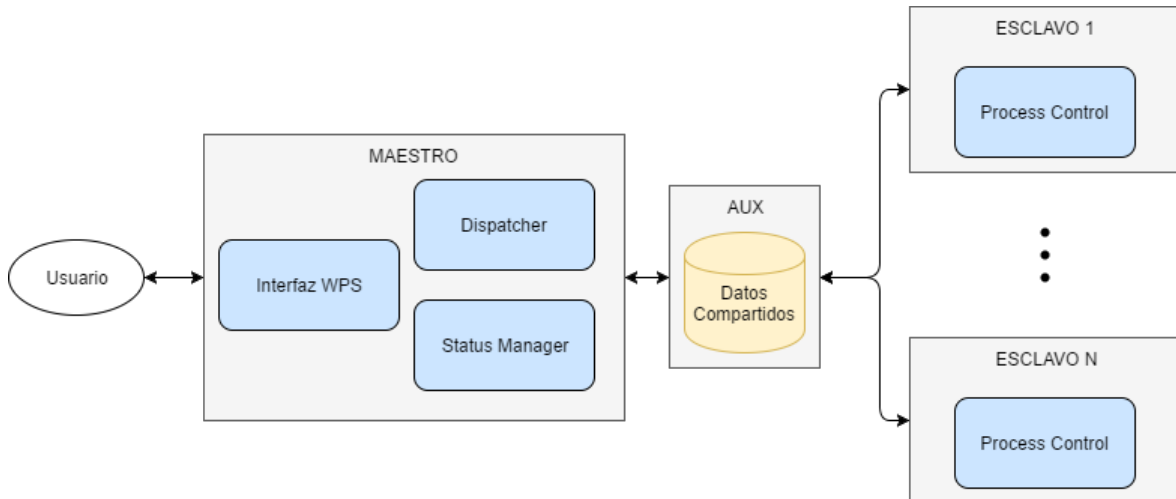 Usuario
MAESTRO
Interfaz WPS
Dispatcher
Status Manager
AUX
Datos
Compartidos
ESCLAVO 1
Process Control
ESCLAVO N
Process Control